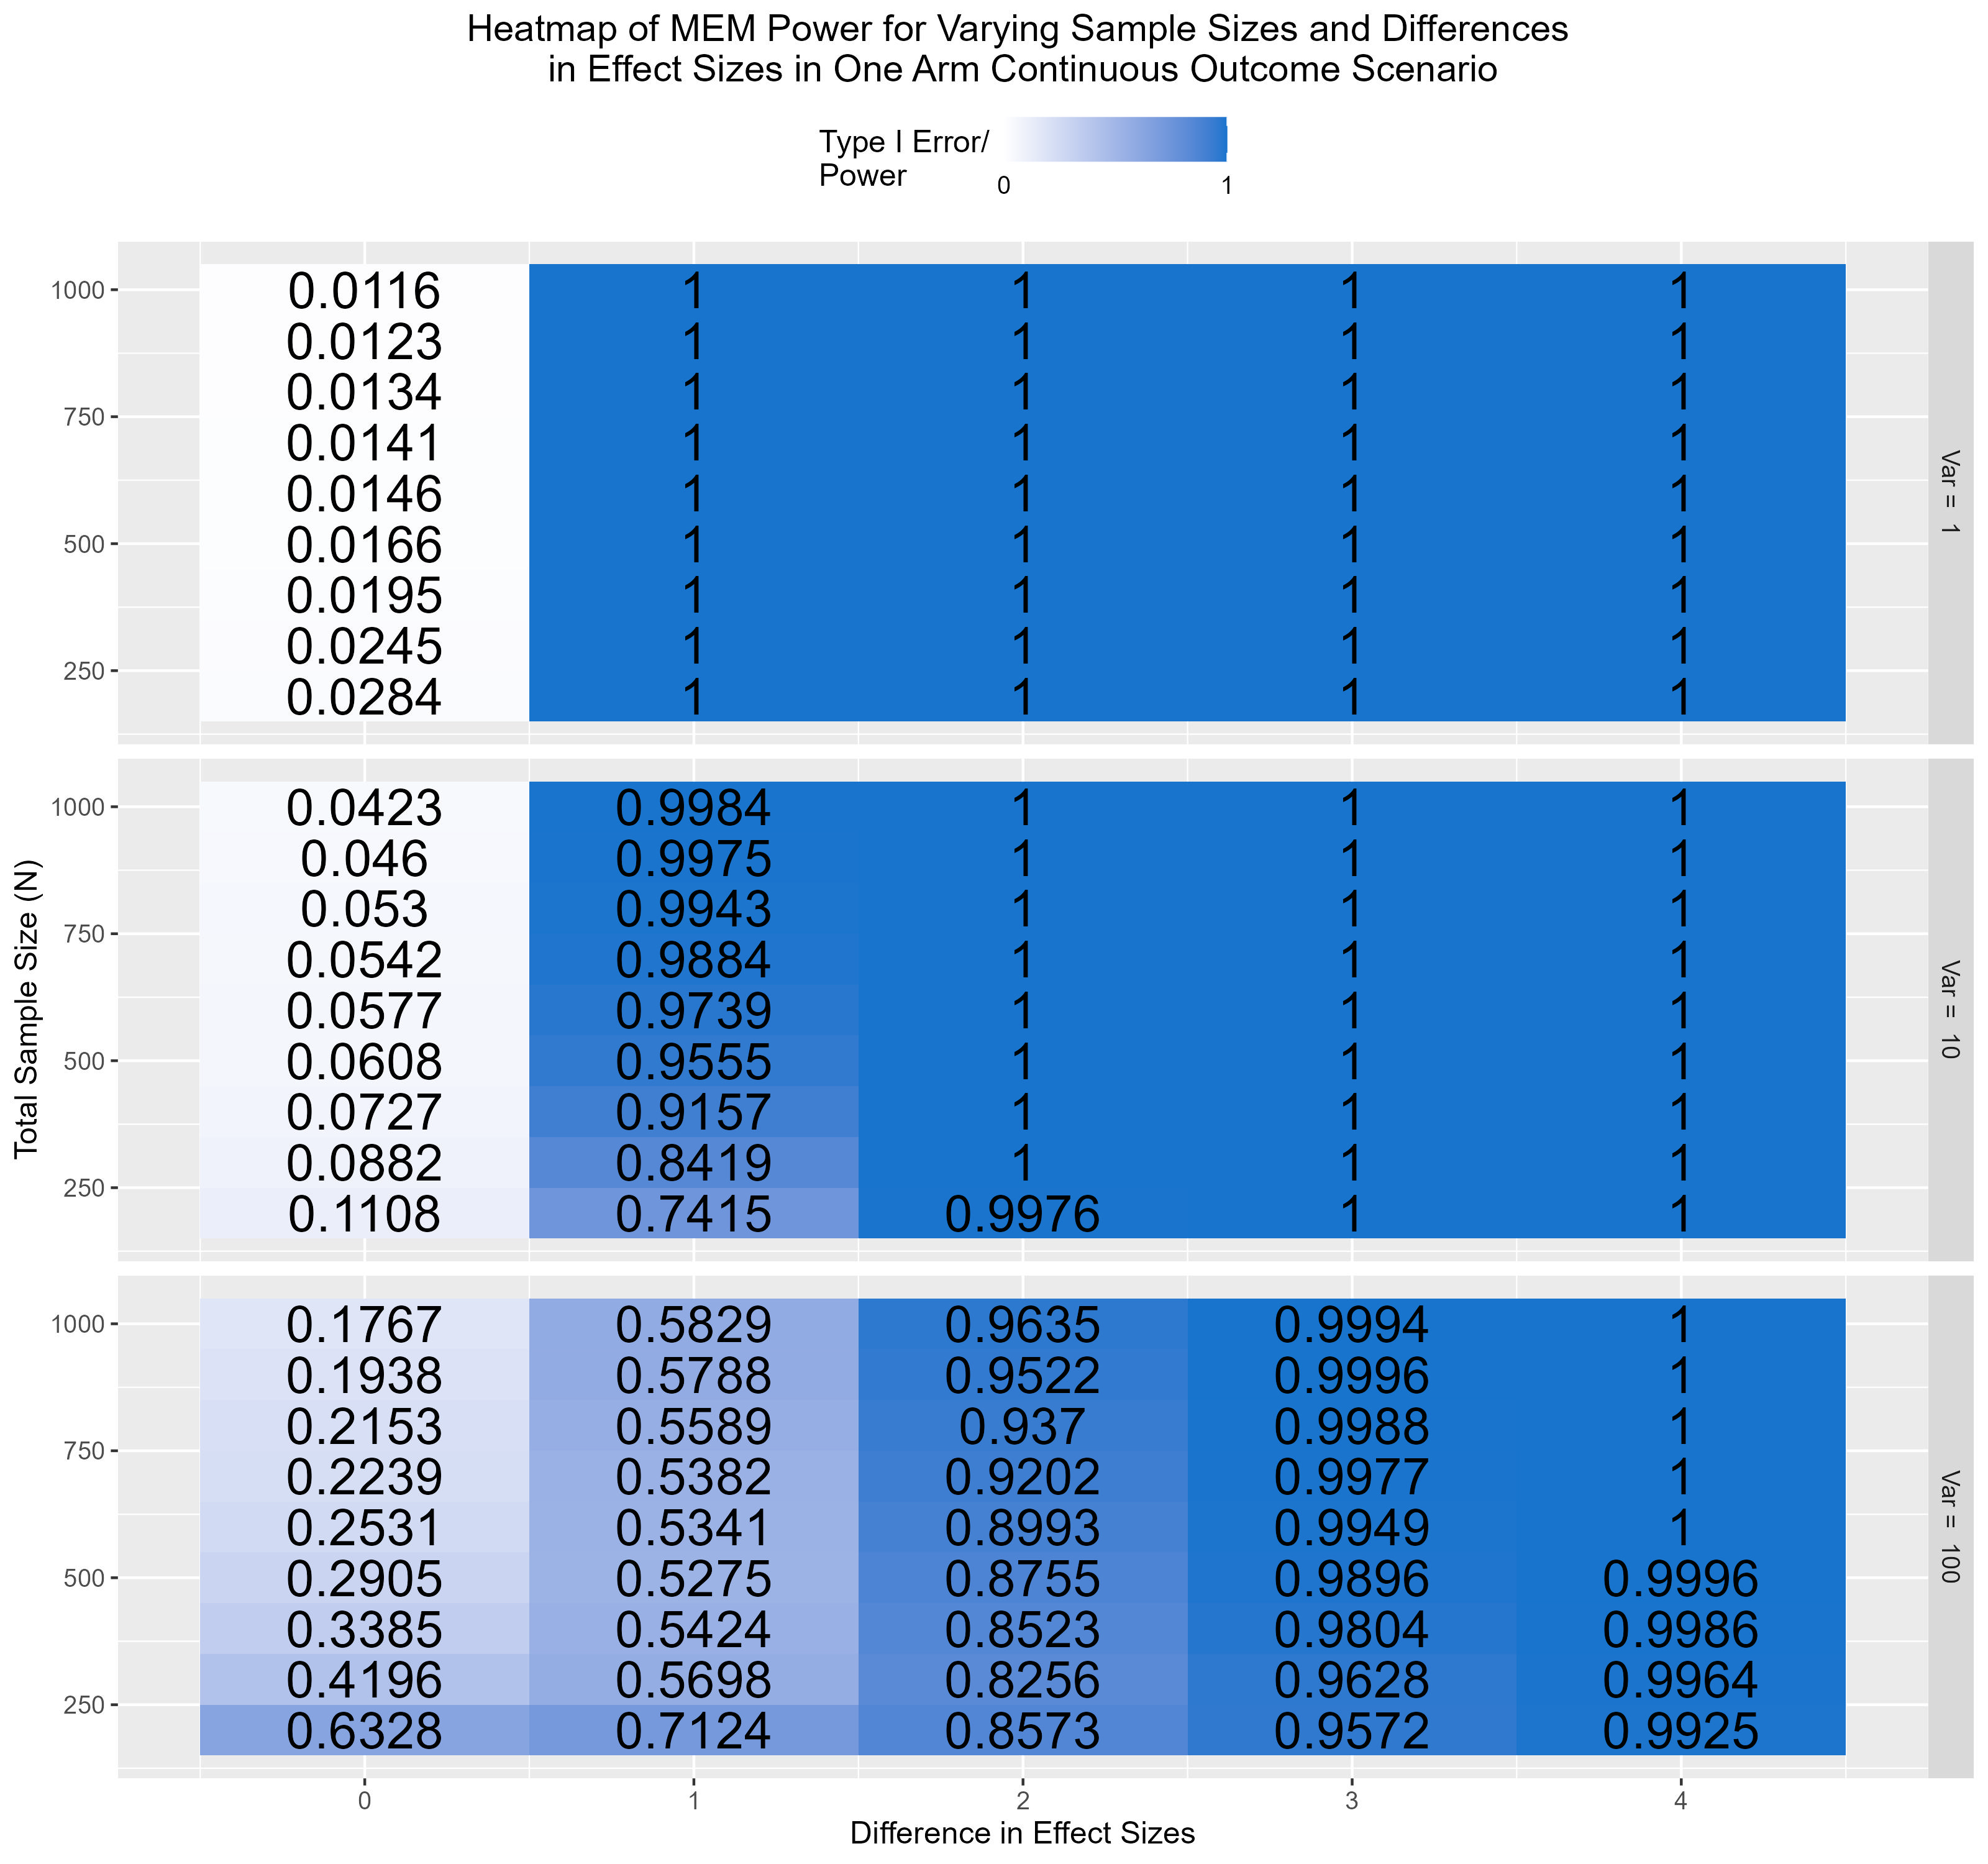 Heatmap of MEM Power for Varying Sample Sizes and Differences
in Effect Sizes in One Arm Continuous Outcome Scenario
Type I Error/
Power
0 1
1000 0.0116 1 1 1 1
0.0123 1 1 1 1
0.0134 1 1 1 1
750
0.0141 1 1 1 1
0.0146 1 1 1 1
500 0.0166 1 1 1 1
0.0195 1 1 1 1
0.0245 1 1 1 1
250
0.0284 1 1 1 1
Var = 1
1000 0.0423 0.9984 1 1 1
0.046 0.9975 1 1 1
0.053 0.9943 1 1 1
750
0.0542 0.9884 1 1 1
0.0577 0.9739 1 1 1
500 0.0608 0.9555 1 1 1
0.0727 0.9157 1 1 1
0.0882 0.8419 1 1 1
250
0.1108 0.7415 0.9976 1 1
Var = 10
Total Sample Size (N)
1000 0.1767 0.5829 0.9635 0.9994 1
0.1938 0.5788 0.9522 0.9996 1
0.2153 0.5589 0.937 0.9988 1
750
0.2239 0.5382 0.9202 0.9977 1
0.2531 0.5341 0.8993 0.9949 1
500 0.2905 0.5275 0.8755 0.9896 0.9996
0.3385 0.5424 0.8523 0.9804 0.9986
0.4196 0.5698 0.8256 0.9628 0.9964
250
0.6328 0.7124 0.8573 0.9572 0.9925
Var = 100
0 1 2 3 4
Difference in Effect Sizes